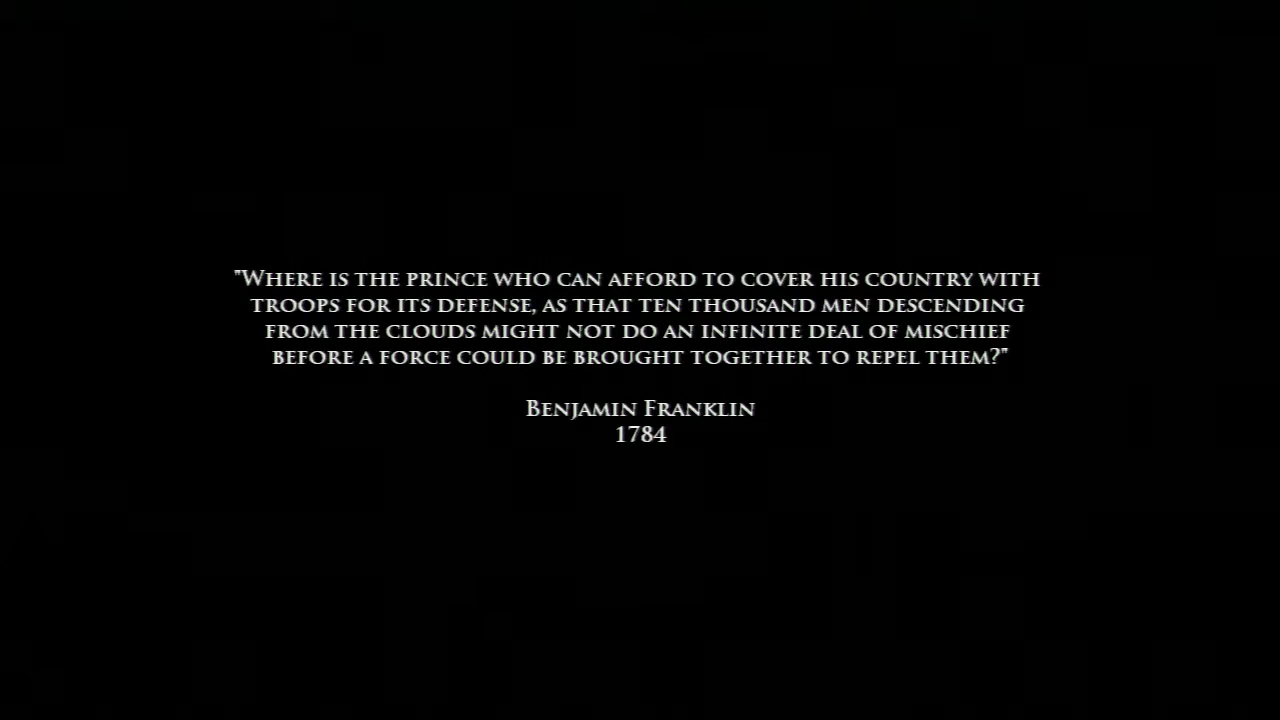 "Where is the prince who can afford to cover his country with
troops for its defense, as that ten thousand men descending
from the clouds might not do an infinite deal of mischief
before a force could be brought together to repel them?"
Benjamin Franklin
1784